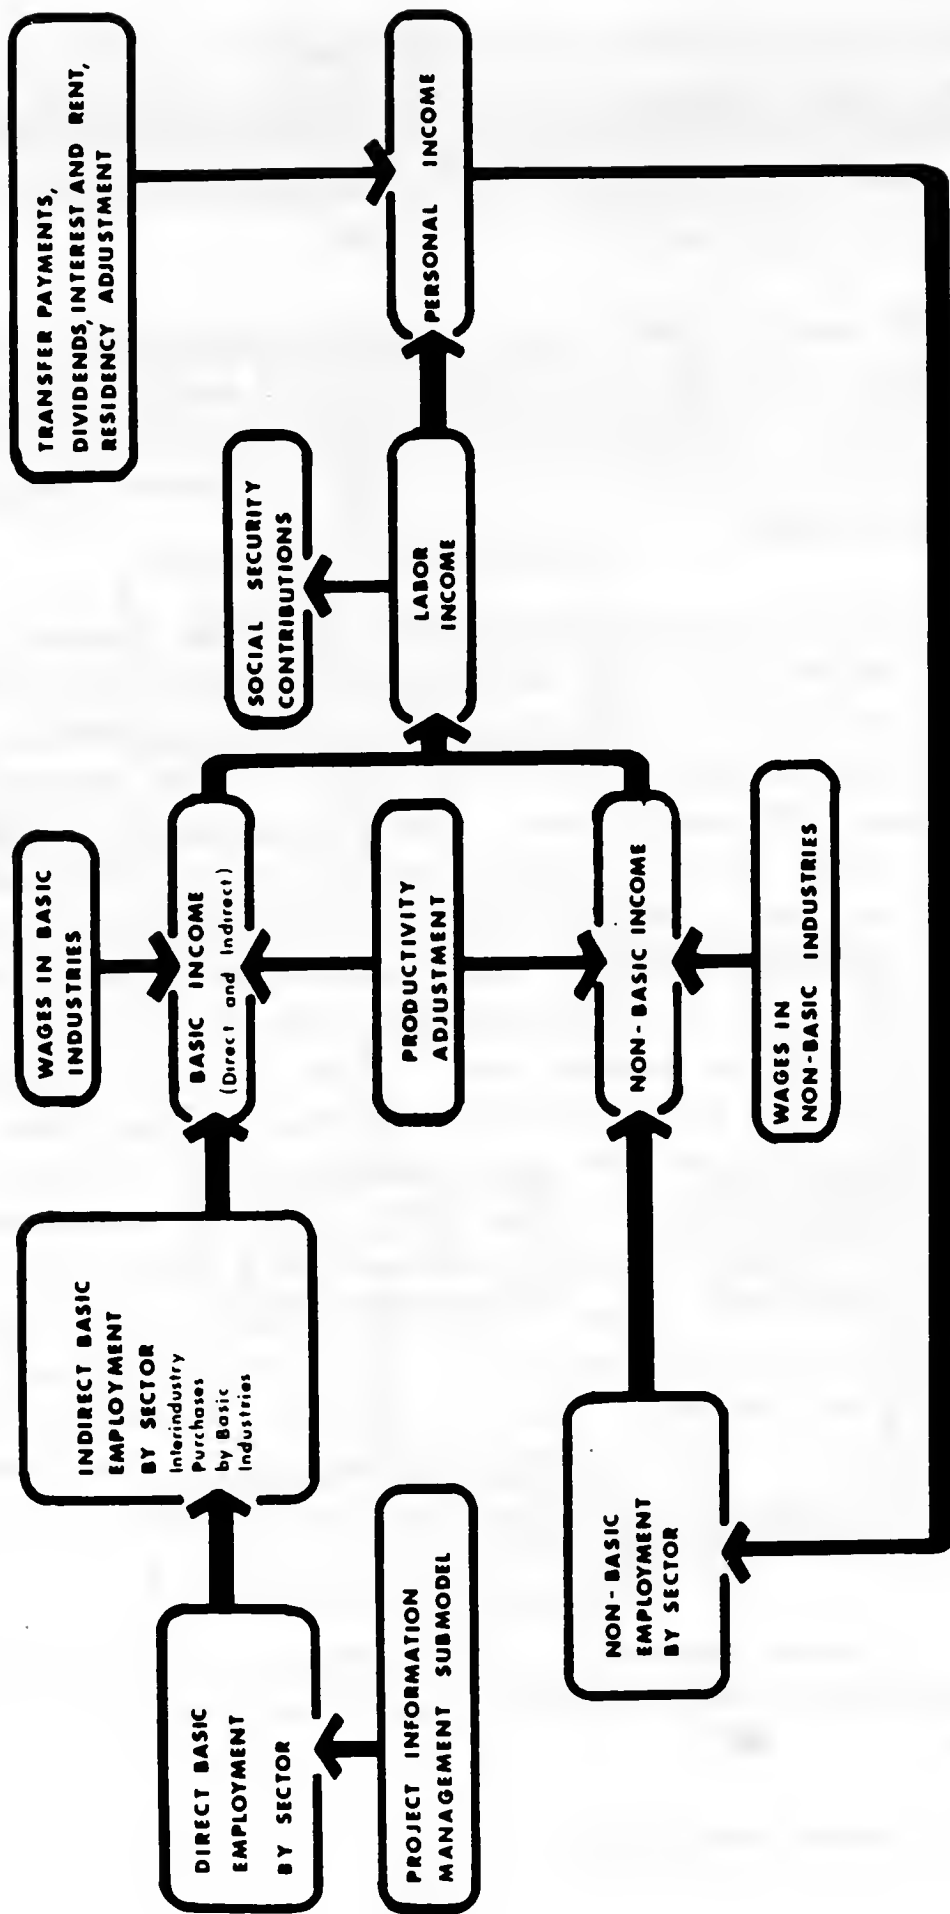 DIRECT BASIC
EMPLOYMENT
BY SECTOR
PROJECT INFORMATION
MANAGEMENT SUBMODEL
INDIRECT BASIC
EMPLOYMENT
BY SECTOR
Interindustry
Purchases
by Basic
Industries
NON-BASIC
EMPLOYMENT
BY SECTOR
WAGES IN BASIC
INDUSTRIES
BASIC INCOME
(Direct and Indirect)
PRODUCTIVITY
ADJUSTMENT
NON-BASIC INCOME
WAGES IN
NON-BASIC INDUSTRIES
SOCIAL SECURITY
CONTRIBUTIONS
LABOR
INCOME
TRANSFER PAYMENTS,
DIVIDENDS, INTEREST AND RENT,
RESIDENCY ADJUSTMENT
PERSONAL INCOME